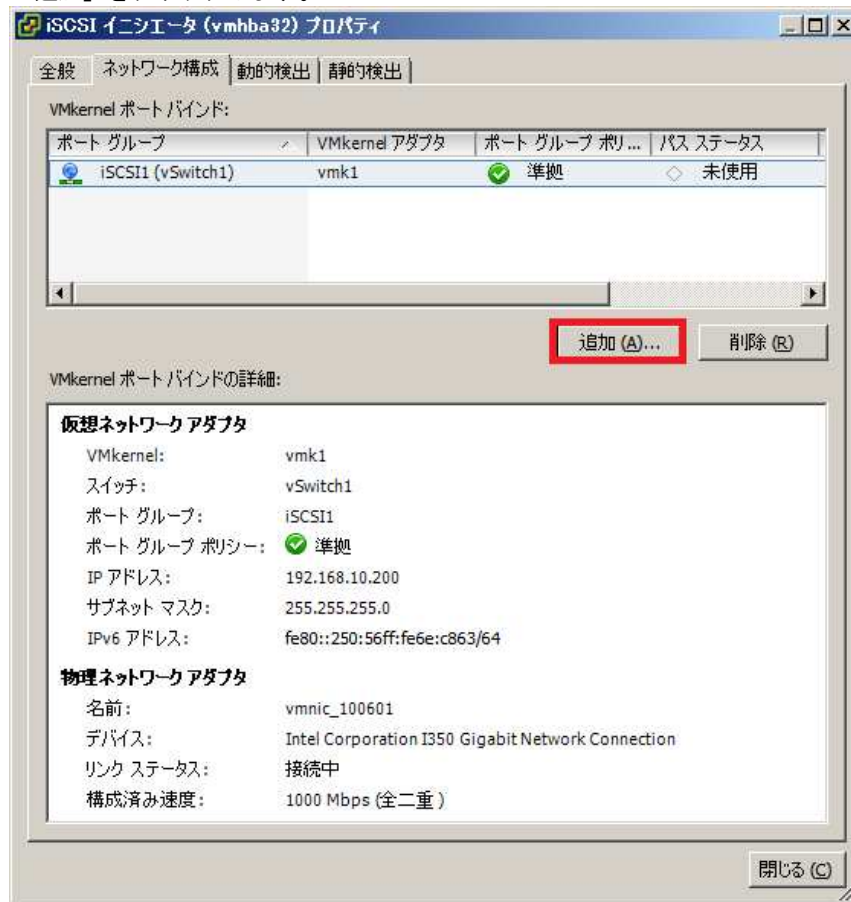 iSCSI イニシエータ (vmhba32) プロパティ
全般 ネットワーク構成 動的検出 静的検出
VMkernel ポート バインド:
ポート グループ VMkernel アダプタ ポート グループ ポリ... パス ステータス
iSCSI1 (vSwitch1) vmk1 準拠 未使用
追加 (A)... 削除 (R)
VMkernel ポート バインドの詳細:
仮想ネットワーク アダプタ
VMkernel: vmk1
スイッチ: vSwitch1
ポート グループ: iSCSI1
ポート グループ ポリシー: 準拠
IP アドレス: 192.168.10.200
サブネット マスク: 255.255.255.0
IPv6 アドレス: fe80::250:56ff:fe6e:c863/64
物理ネットワーク アダプタ
名前: vmnic_100601
デバイス: Intel Corporation I350 Gigabit Network Connection
リンク ステータス: 接続中
構成済み速度: 1000 Mbps (全二重 )
閉じる (C)